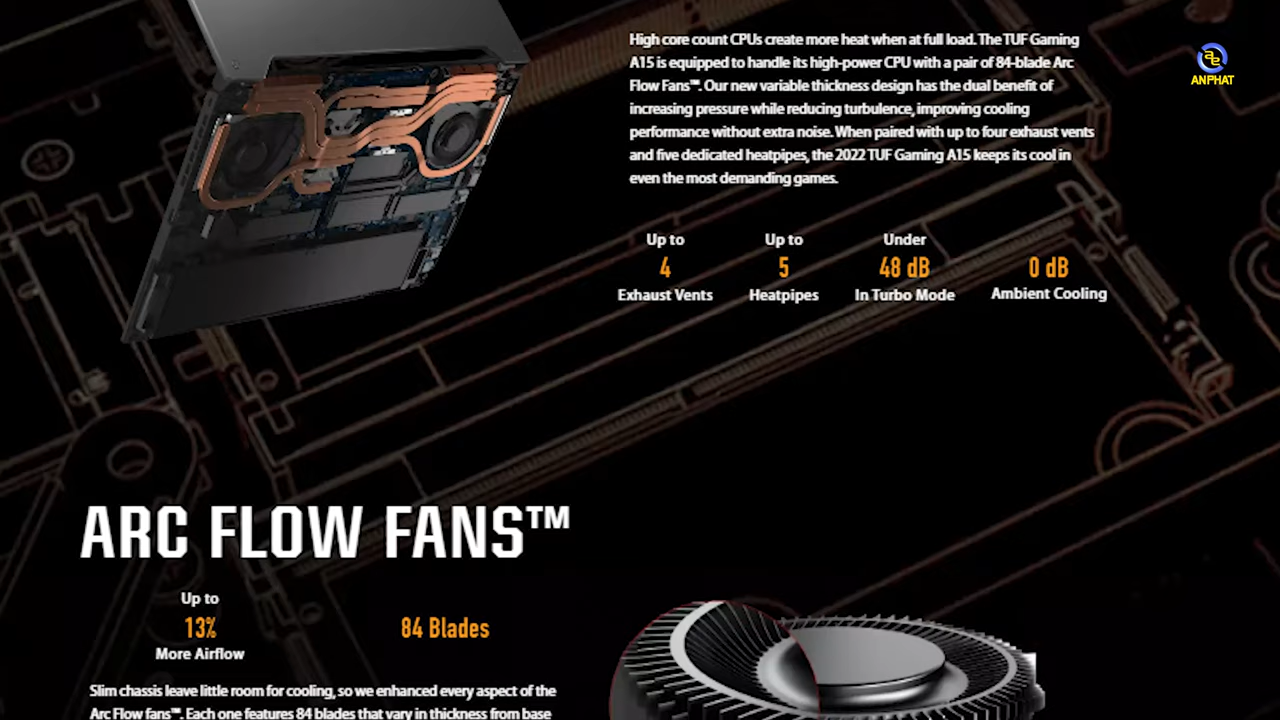 High core count CPUs create more heat when at full load. The TUF Gaming
A15 is equipped to handle its high-power CPU with a pair of 84-blade Arc
Flow Fans™. Our new variable thickness design has the dual benefit of
increasing pressure while reducing turbulence, improving cooling
performance without extra noise. When paired with up to four exhaust vents
and five dedicated heatpipes, the 2022 TUF Gaming A15 keeps its cool in
even the most demanding games.
ANPHAT
Up to
4
Exhaust Vents
Up to
5
Heatpipes
Under
48 dB
In Turbo Mode
0 dB
Ambient Cooling
ARC FLOW FANS™
Up to
13%
More Airflow
84 Blades
Slim chassis leave little room for cooling, so we enhanced every aspect of the
Arc Flow fans™. Each one features 84 blades that vary in thickness from base